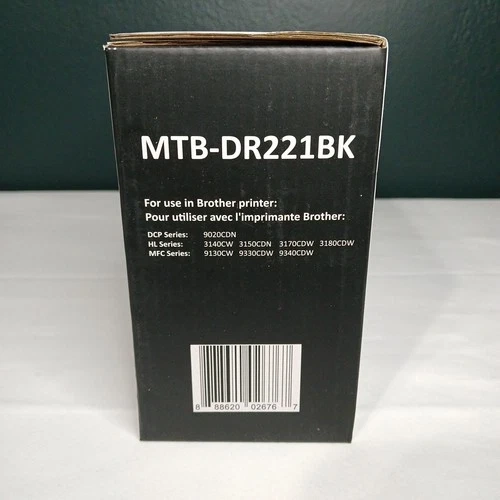 MTB-DR221BK
For use in Brother printer:
Pour utiliser avec l'imprimante Brother:
DCP Series: 9020CDN
HL Series: 3140CW 3150CDN 3170CDW 3180CDW
MFC Series: 9130CW 9330CDW 9340CDW
8 88620 02676 7